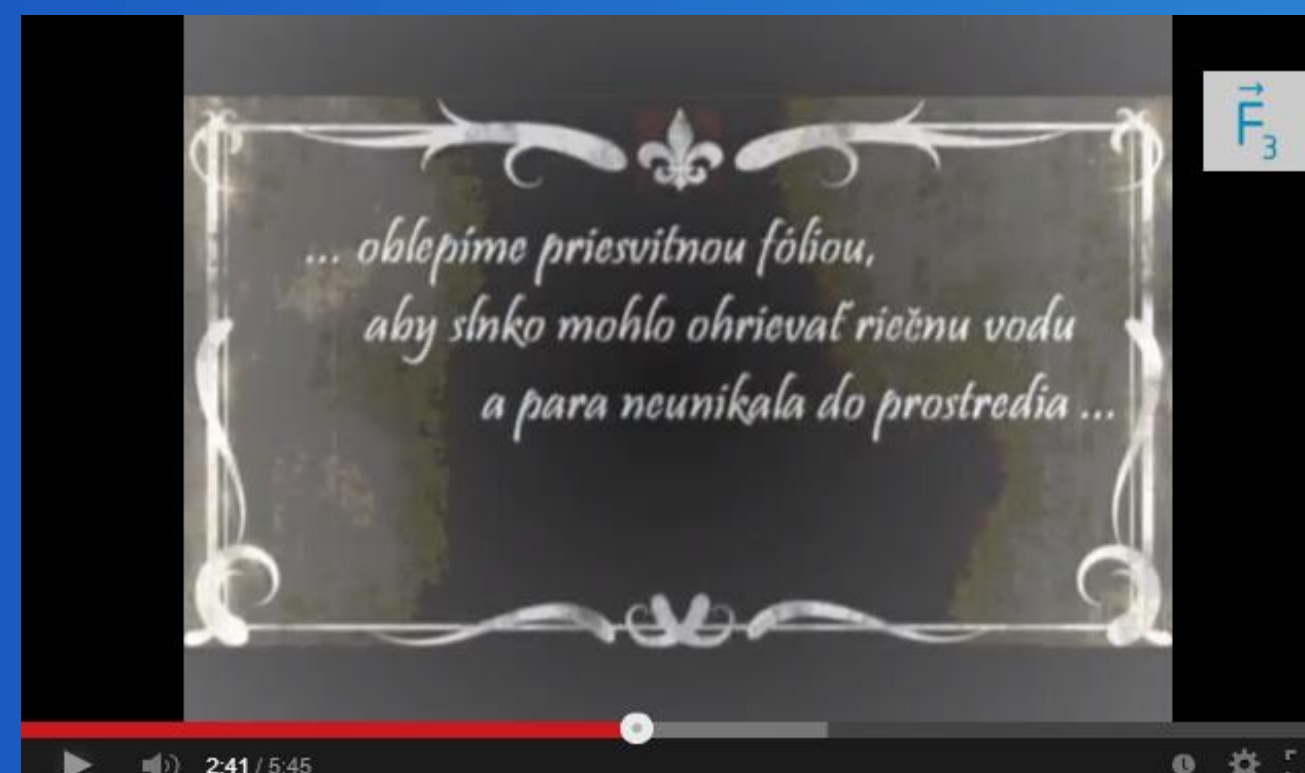 F₃
... oblepíme priesvitnou fóliou,
aby slnko mohlo ohrievať riečnu vodu
a para neunikala do prostredia ...
2:41 / 5:45